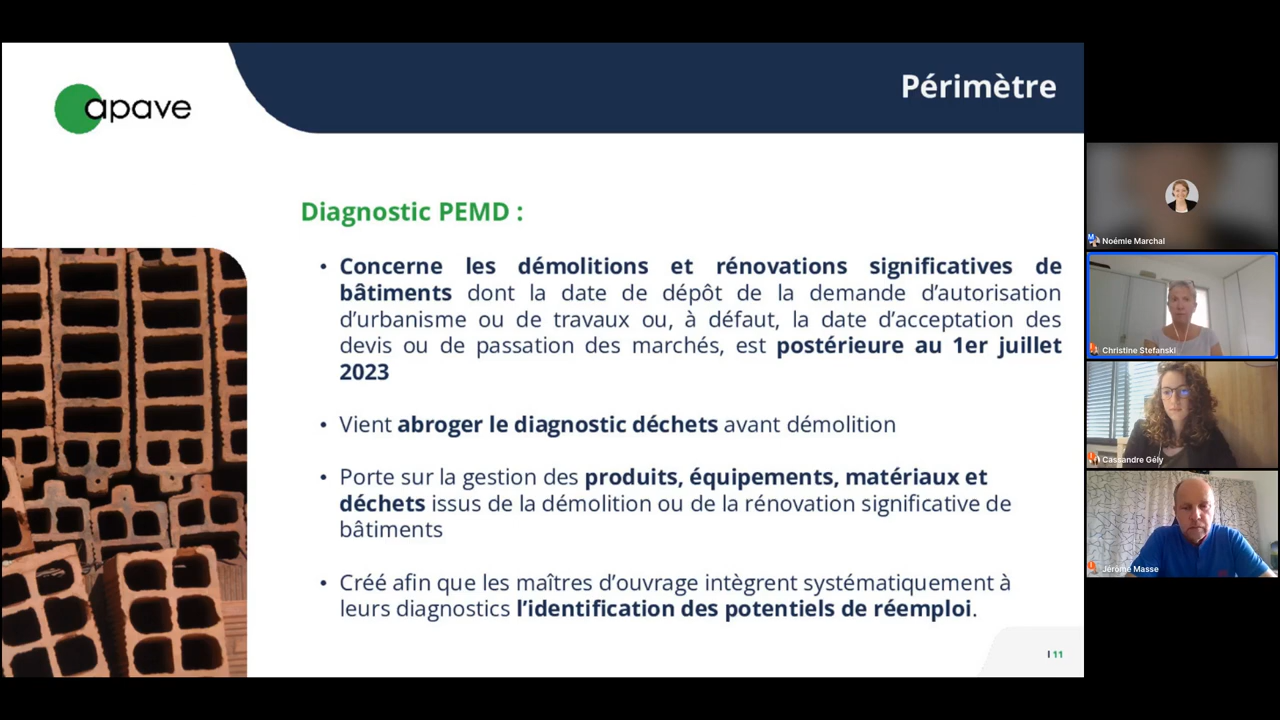 apave
Périmètre
Diagnostic PEMD :
• Concerne les démolitions et rénovations significatives de
bâtiments dont la date de dépôt de la demande d’autorisation
d’urbanisme ou de travaux ou, à défaut, la date d’acceptation des
devis ou de passation des marchés, est postérieure au 1er juillet
2023
• Vient abroger le diagnostic déchets avant démolition
• Porte sur la gestion des produits, équipements, matériaux et
déchets issus de la démolition ou de la rénovation significative de
bâtiments
• Créé afin que les maîtres d’ouvrage intègrent systématiquement à
leurs diagnostics l’identification des potentiels de réemploi.
I 11
Noémie Marchal
Christine Stefanski
Cassandre Gély
Jérôme Masse